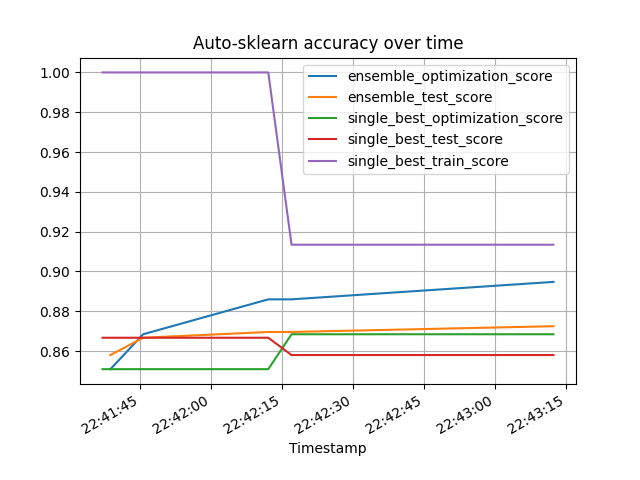 Auto-sklearn accuracy over time
ensemble_optimization_score
ensemble_test_score
single_best_optimization_score
single_best_test_score
single_best_train_score
1.00
0.98
0.96
0.94
0.92
0.90
0.88
0.86
22:41:45
22:42:00
22:42:15
22:42:30
22:42:45
22:43:00
22:43:15
Timestamp